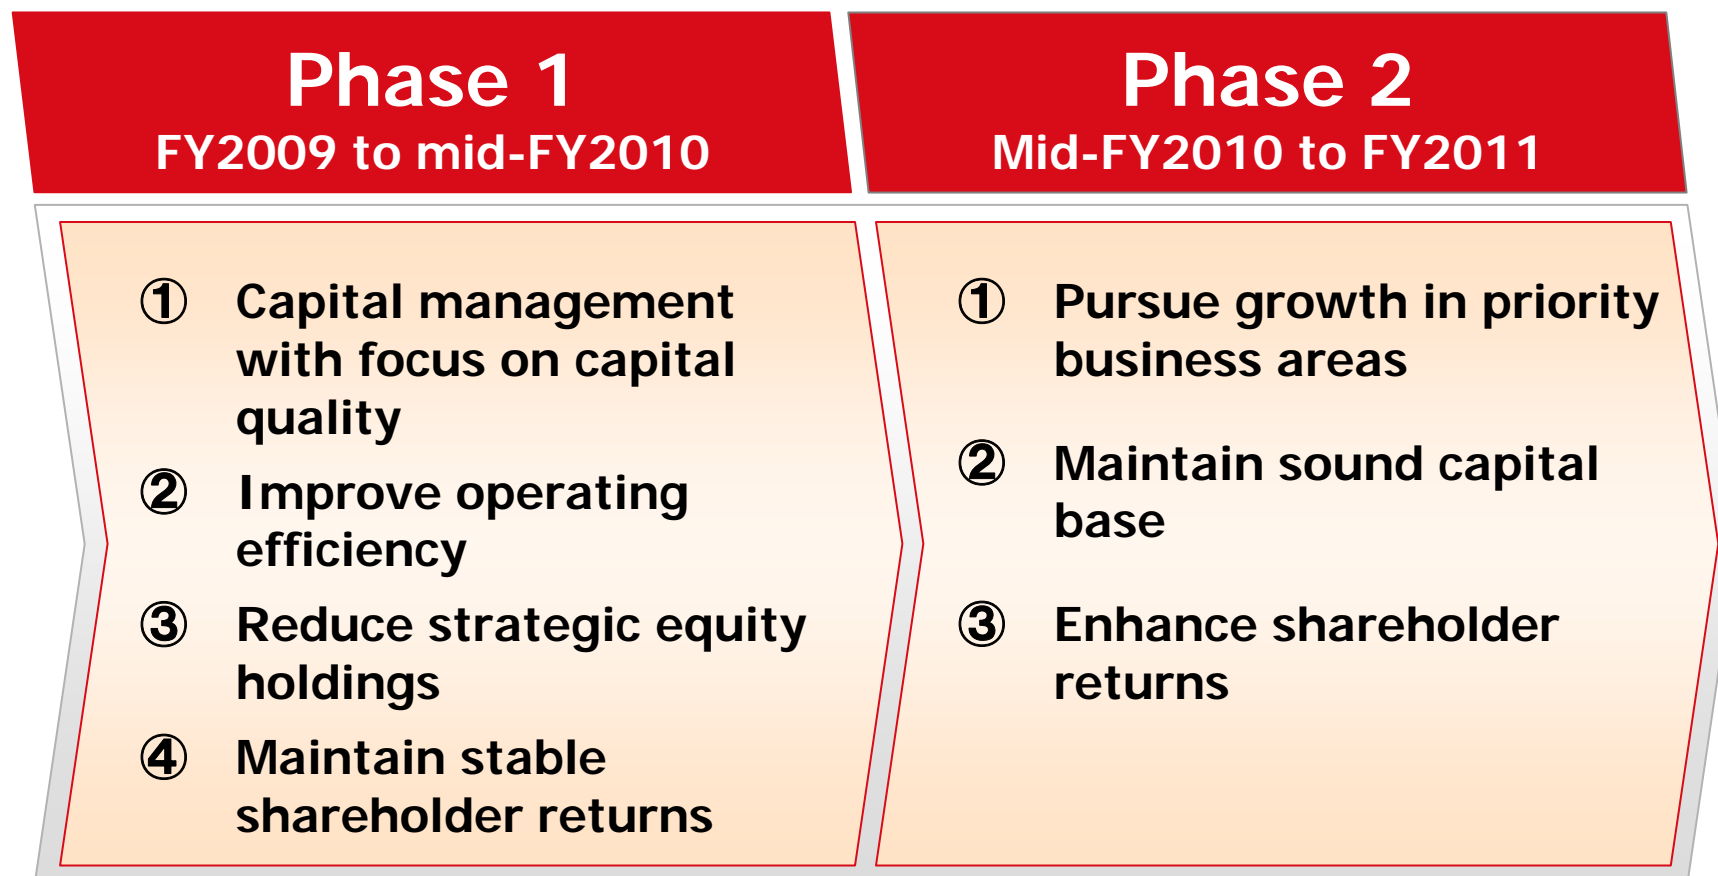 Phase 1
FY2009 to mid-FY2010
① Capital management
with focus on capital
quality
② Improve operating
efficiency
③ Reduce strategic equity
holdings
④ Maintain stable
shareholder returns
Phase 2
Mid-FY2010 to FY2011
① Pursue growth in priority
business areas
② Maintain sound capital
base
③ Enhance shareholder
returns